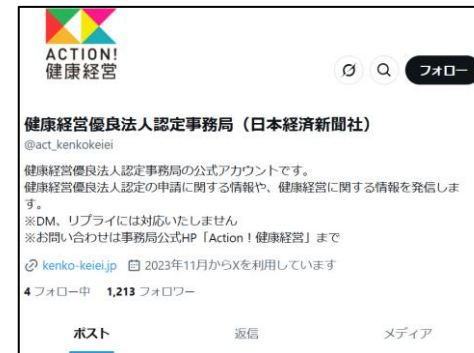 ACTION!
健康経営
フォロー
健康経営優良法人認定事務局（日本経済新聞社）
@act_kenkokeiei
健康経営優良法人認定事務局の公式アカウントです。
健康経営優良法人認定の申請に関する情報や、健康経営に関する情報を発信しま
す。
※DM、リプライには対応いたしません
※お問い合わせは事務局公式HP「Action！健康経営」まで
kenko-keiei.jp 2023年11月からXを利用しています
4 フォロー中 1,213 フォロワー
ポスト 返信 メディア